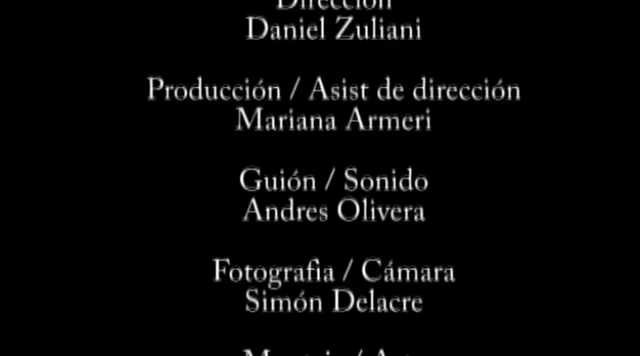 Dirección
Daniel Zuliani
Producción / Asist de dirección
Mariana Armeri
Guión / Sonido
Andres Olivera
Fotografia / Cámara
Simón Delacre